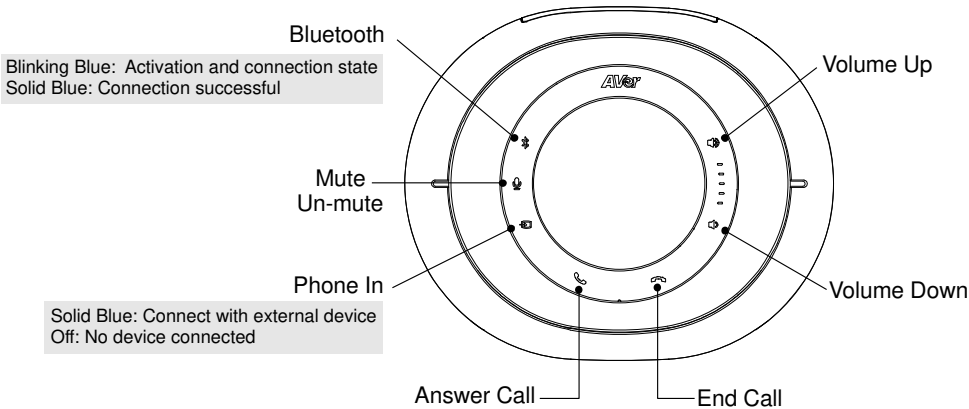 Bluetooth
Blinking Blue: Activation and connection state
Solid Blue: Connection successful
Mute
Un-mute
Phone In
Solid Blue: Connect with external device
Off: No device connected
AVer
Volume Up
Volume Down
Answer Call
End Call